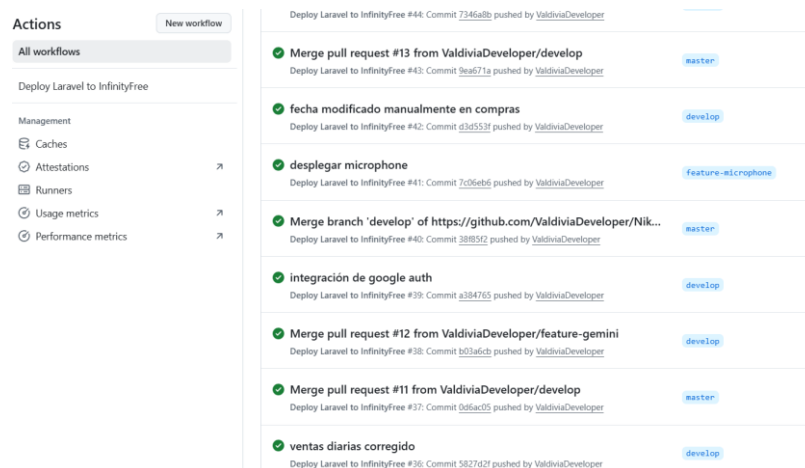 Actions
New workflow
All workflows
Deploy Laravel to InfinityFree
Management
Caches
Attestations
Runners
Usage metrics
Performance metrics
Deploy Laravel to InfinityFree #44: Commit 7346a8b pushed by ValdiviaDeveloper
Merge pull request #13 from ValdiviaDeveloper/develop
master
Deploy Laravel to InfinityFree #43: Commit 9ea671a pushed by ValdiviaDeveloper
fecha modificado manualmente en compras
develop
Deploy Laravel to InfinityFree #42: Commit d3d553f pushed by ValdiviaDeveloper
desplegar microphone
feature-microphone
Deploy Laravel to InfinityFree #41: Commit 7c06eb6 pushed by ValdiviaDeveloper
Merge branch 'develop' of https://github.com/ValdiviaDeveloper/Nik...
master
Deploy Laravel to InfinityFree #40: Commit 38f85f2 pushed by ValdiviaDeveloper
integración de google auth
develop
Deploy Laravel to InfinityFree #39: Commit a384765 pushed by ValdiviaDeveloper
Merge pull request #12 from ValdiviaDeveloper/feature-gemini
develop
Deploy Laravel to InfinityFree #38: Commit b03a6cb pushed by ValdiviaDeveloper
Merge pull request #11 from ValdiviaDeveloper/develop
master
Deploy Laravel to InfinityFree #37: Commit 0d6ac05 pushed by ValdiviaDeveloper
ventas diarias corregido
develop
Deploy Laravel to InfinityFree #36: Commit 5827d2f pushed by ValdiviaDeveloper